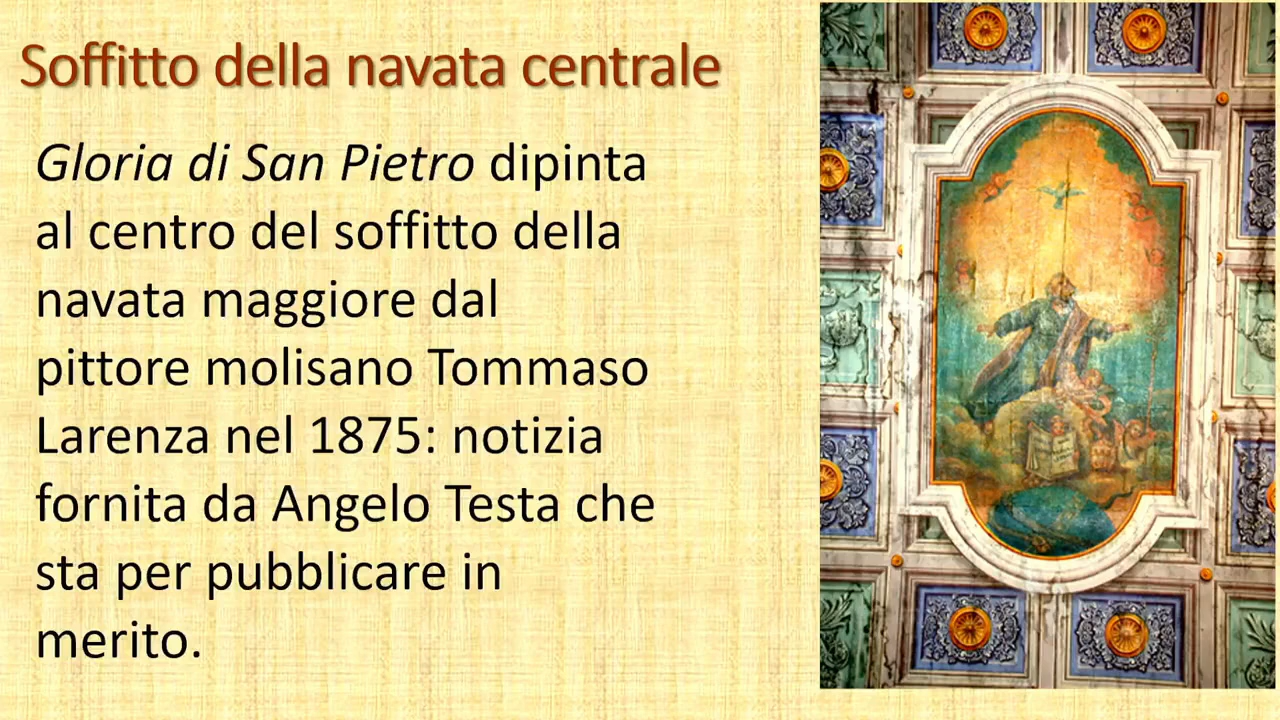 Soffitto della navata centrale
Gloria di San Pietro dipinta
al centro del soffitto della
navata maggiore dal
pittore molisano Tommaso
Larenza nel 1875: notizia
fornita da Angelo Testa che
sta per pubblicare in
merito.